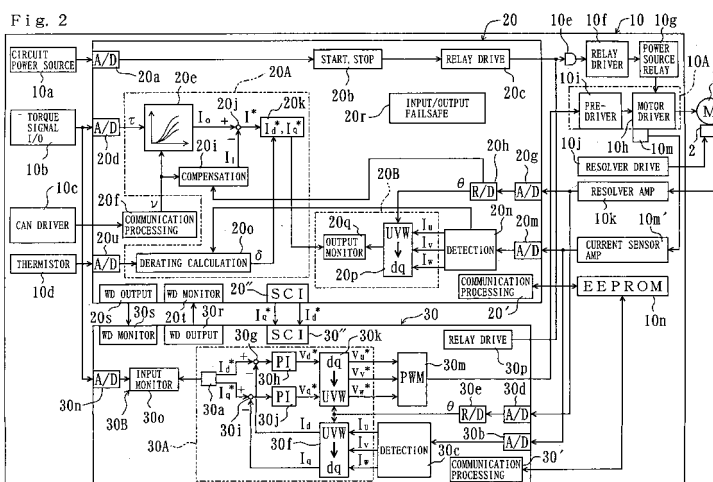 Fig. 2
20
10e
10f
10
10g
CIRCUIT POWER SOURCE
A/D
START, STOP
RELAY DRIVE
RELAY DRIVER
POWER SOURCE RELAY
10A
10a
20a
20b
20c
20e
20A
20j
20k
INPUT/OUTPUT FAILSAFE
20r
10i
PRE-DRIVER
MOTOR DRIVER
M
TORQUE SIGNAL I/O
A/D
τ
Io
+
I*
Id*,Iq*
−
10b
20d
20i
I1
COMPENSATION
10j
10h
10m
2
RESOLVER DRIVE
10c
20f
ν
20B
θ
20h
R/D
20g
A/D
RESOLVER AMP
10k
CAN DRIVER
COMMUNICATION PROCESSING
20u
20o
20q
UVW
Iu
20n
20m
10m′
THERMISTOR
A/D
DERATING CALCULATION
δ
OUTPUT MONITOR
Iv
DETECTION
A/D
CURRENT SENSOR AMP
20p
dq
Iw
10d
COMMUNICATION PROCESSING
20′
EEPROM
10n
WD OUTPUT
WD MONITOR
20″
SCI
20s
30s
20t
30r
Iq*
Id*
30
WD MONITOR
WD OUTPUT
SCI
30″
30g
30k
RELAY DRIVE
30p
A/D
INPUT MONITOR
Id*
+
PI
Vd*
dq
Vu*
30m
30n
30B
30o
30a
−
30h
Vv*
PWM
Iq*
+
PI
Vq*
UVW
Vw*
30i
−
30j
θ
30e
R/D
30d
A/D
30A
Id
30f
UVW
Iu
30b
A/D
Iv
DETECTION
Iq
dq
Iw
30c
COMMUNICATION PROCESSING
30′